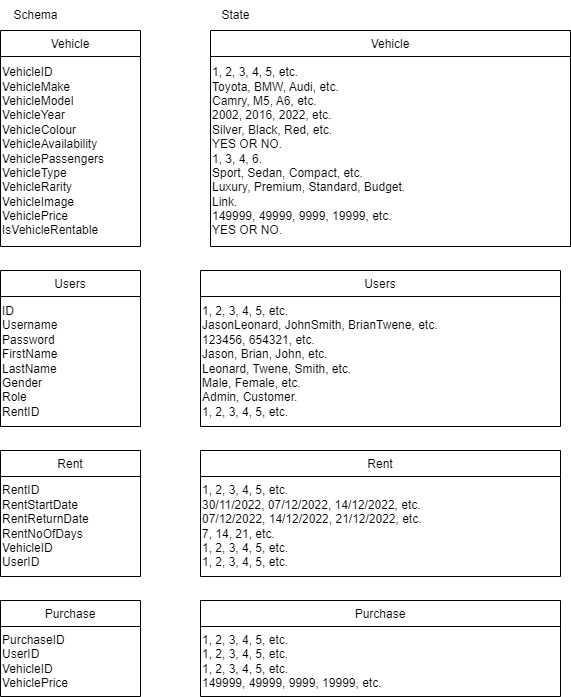 Schema
State
Vehicle
VehicleID
VehicleMake
VehicleModel
VehicleYear
VehicleColour
VehicleAvailability
VehiclePassengers
VehicleType
VehicleRarity
VehicleImage
VehiclePrice
IsVehicleRentable
Vehicle
1, 2, 3, 4, 5, etc.
Toyota, BMW, Audi, etc.
Camry, M5, A6, etc.
2002, 2016, 2022, etc.
Silver, Black, Red, etc.
YES OR NO.
1, 3, 4, 6.
Sport, Sedan, Compact, etc.
Luxury, Premium, Standard, Budget.
Link.
149999, 49999, 9999, 19999, etc.
YES OR NO.
Users
ID
Username
Password
FirstName
LastName
Gender
Role
RentID
Users
1, 2, 3, 4, 5, etc.
JasonLeonard, JohnSmith, BrianTwene, etc.
123456, 654321, etc.
Jason, Brian, John, etc.
Leonard, Twene, Smith, etc.
Male, Female, etc.
Admin, Customer.
1, 2, 3, 4, 5, etc.
Rent
RentID
RentStartDate
RentReturnDate
RentNoOfDays
VehicleID
UserID
Rent
1, 2, 3, 4, 5, etc.
30/11/2022, 07/12/2022, 14/12/2022, etc.
07/12/2022, 14/12/2022, 21/12/2022, etc.
7, 14, 21, etc.
1, 2, 3, 4, 5, etc.
1, 2, 3, 4, 5, etc.
Purchase
PurchaseID
UserID
VehicleID
VehiclePrice
Purchase
1, 2, 3, 4, 5, etc.
1, 2, 3, 4, 5, etc.
1, 2, 3, 4, 5, etc.
149999, 49999, 9999, 19999, etc.